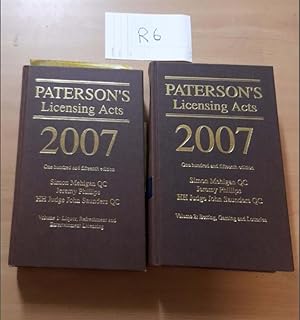 R6
PATERSON'S
Licensing Acts
2007
One hundred and fifteenth edition
Simon Mehigan QC
Jeremy Phillips
HH Judge John Saunders QC
Volume 1: Liquor, Refreshment and
Entertainment Licensing
PATERSON'S
Licensing Acts
2007
One hundred and fifteenth edition
Simon Mehigan QC
Jeremy Phillips
HH Judge John Saunders QC
Volume 2: Betting, Gaming and Lotteries